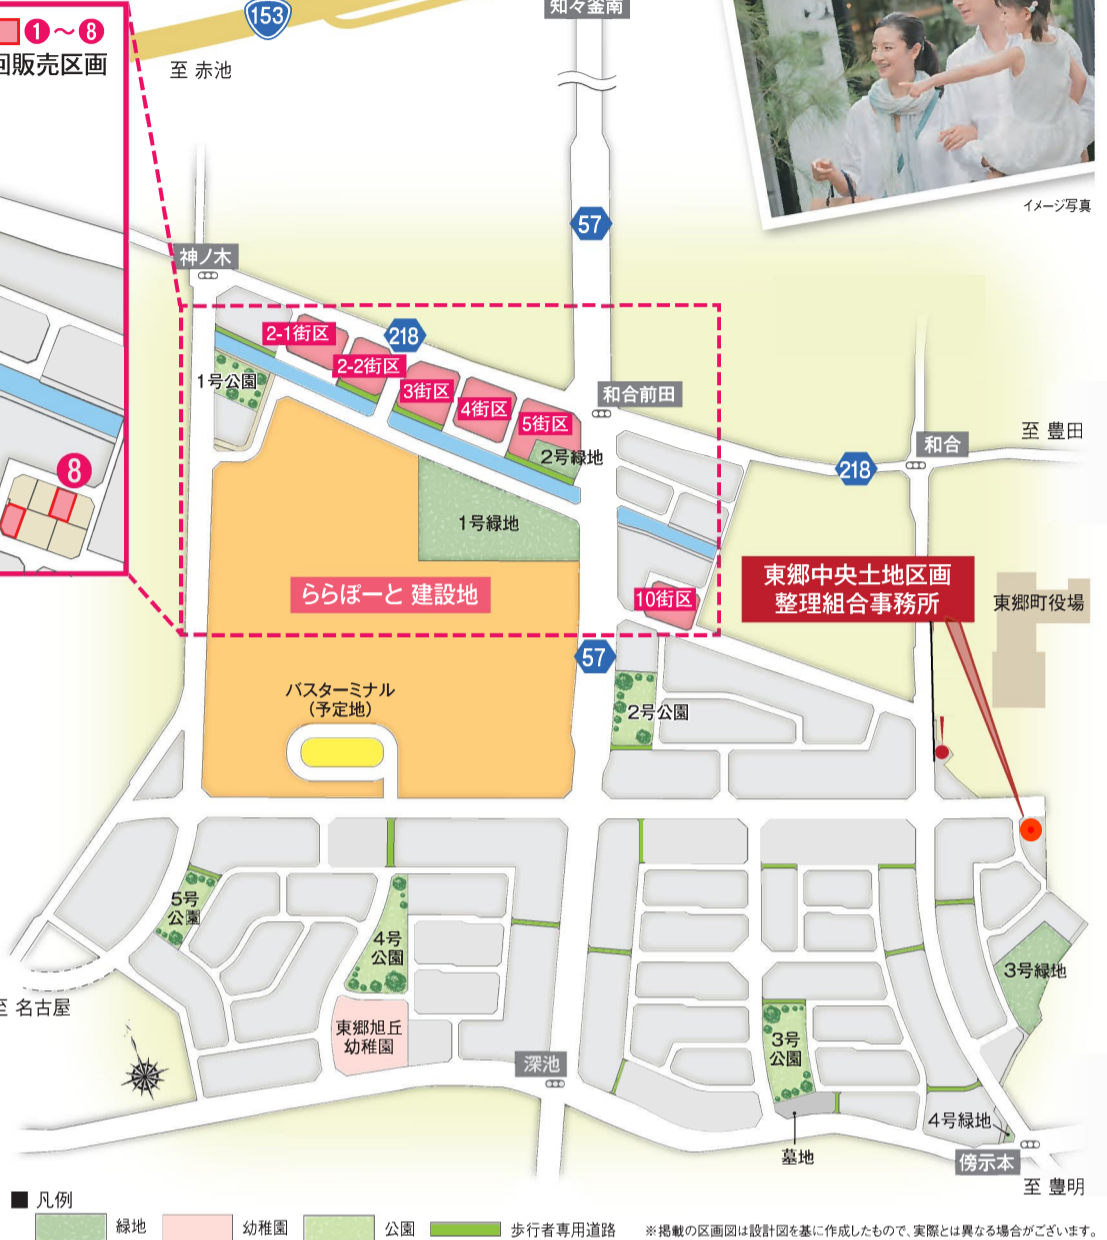 ❶～❽
回販売区画
153
至 赤池
知々釜南
イメージ写真
57
神ノ木
2-1街区
218
2-2街区
1号公園
3街区
4街区
5街区
和合前田
2号緑地
至 豊田
和合
218
8
1号緑地
ららぽーと 建設地
10街区
東郷中央土地区画
整理組合事務所
東郷町役場
57
バスターミナル
（予定地）
2号公園
5号
公園
4号
公園
3号緑地
至 名古屋
東郷旭丘
幼稚園
3号
公園
深池
4号緑地
墓地
傍示本
至 豊明
■ 凡例
緑地
幼稚園
公園
歩行者専用道路
※掲載の区画図は設計図を基に作成したもので、実際とは異なる場合がございます。